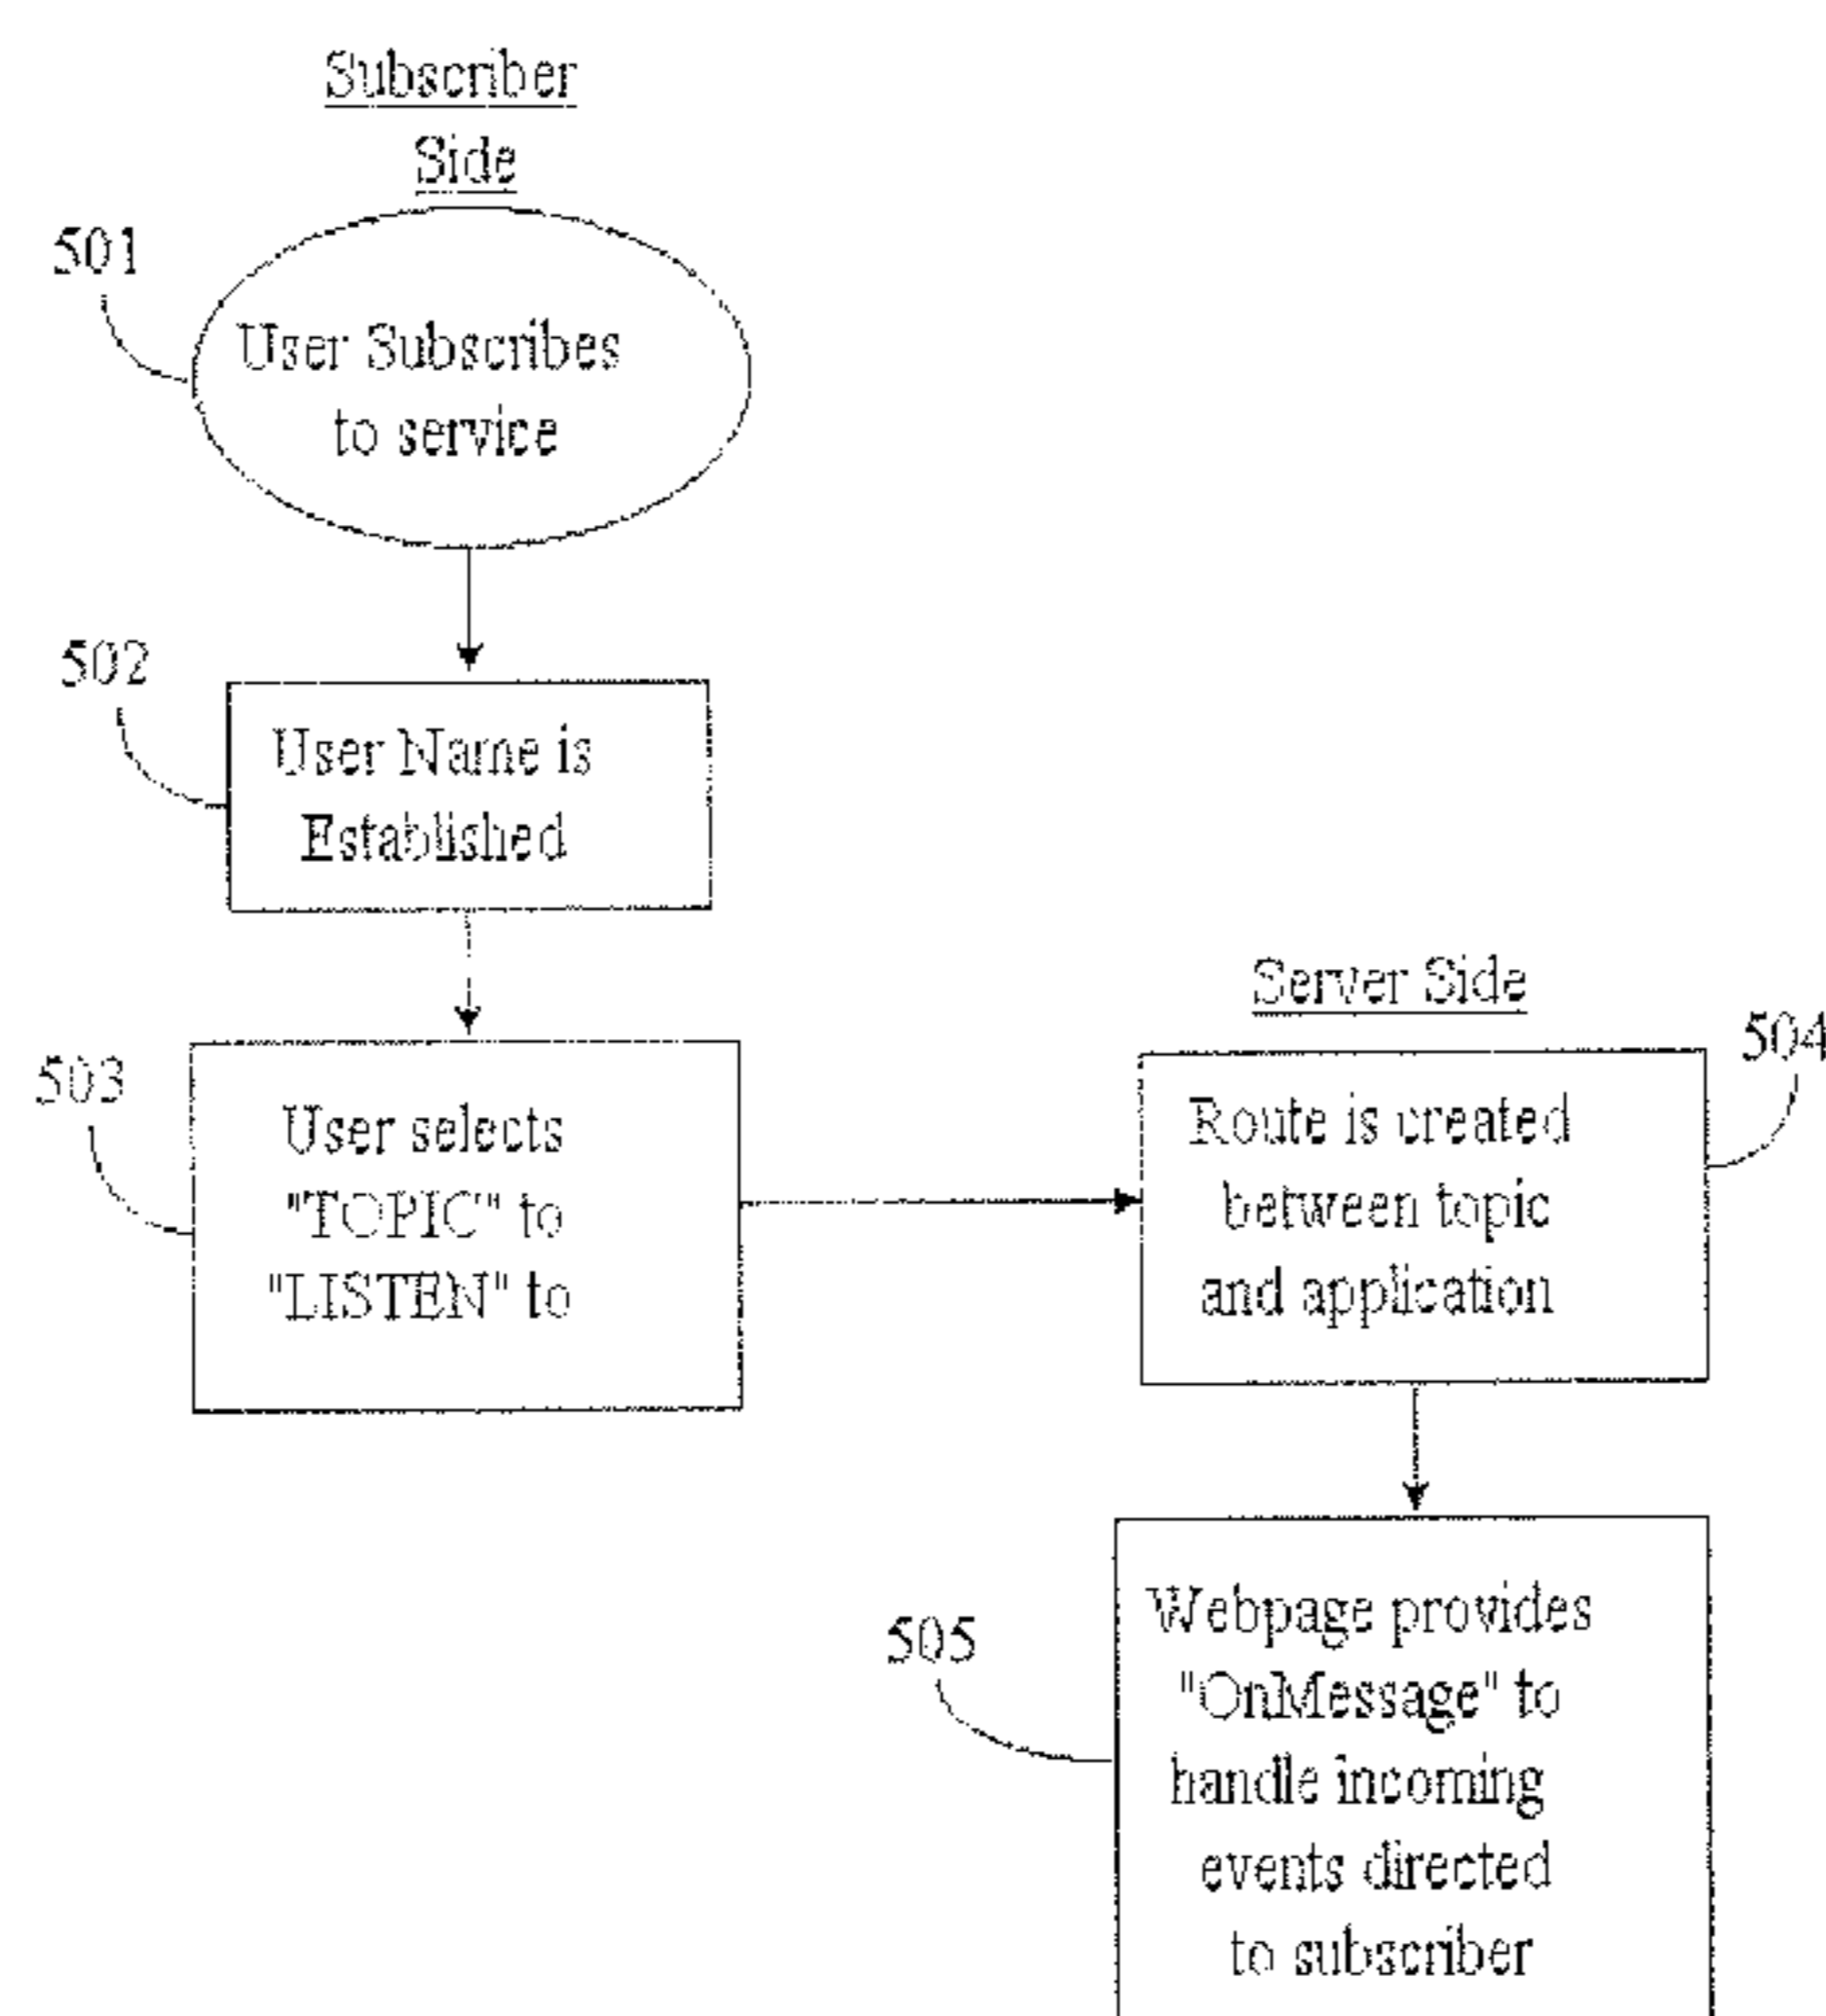 Subscriber
Side
501
User Subscribes
to service
502
User Name is
Established
503
User selects
"TOPIC" to
"LISTEN" to
Server Side
504
Route is created
between topic
and application
505
Webpage provides
"OnMessage" to
handle incoming
events directed
to subscriber